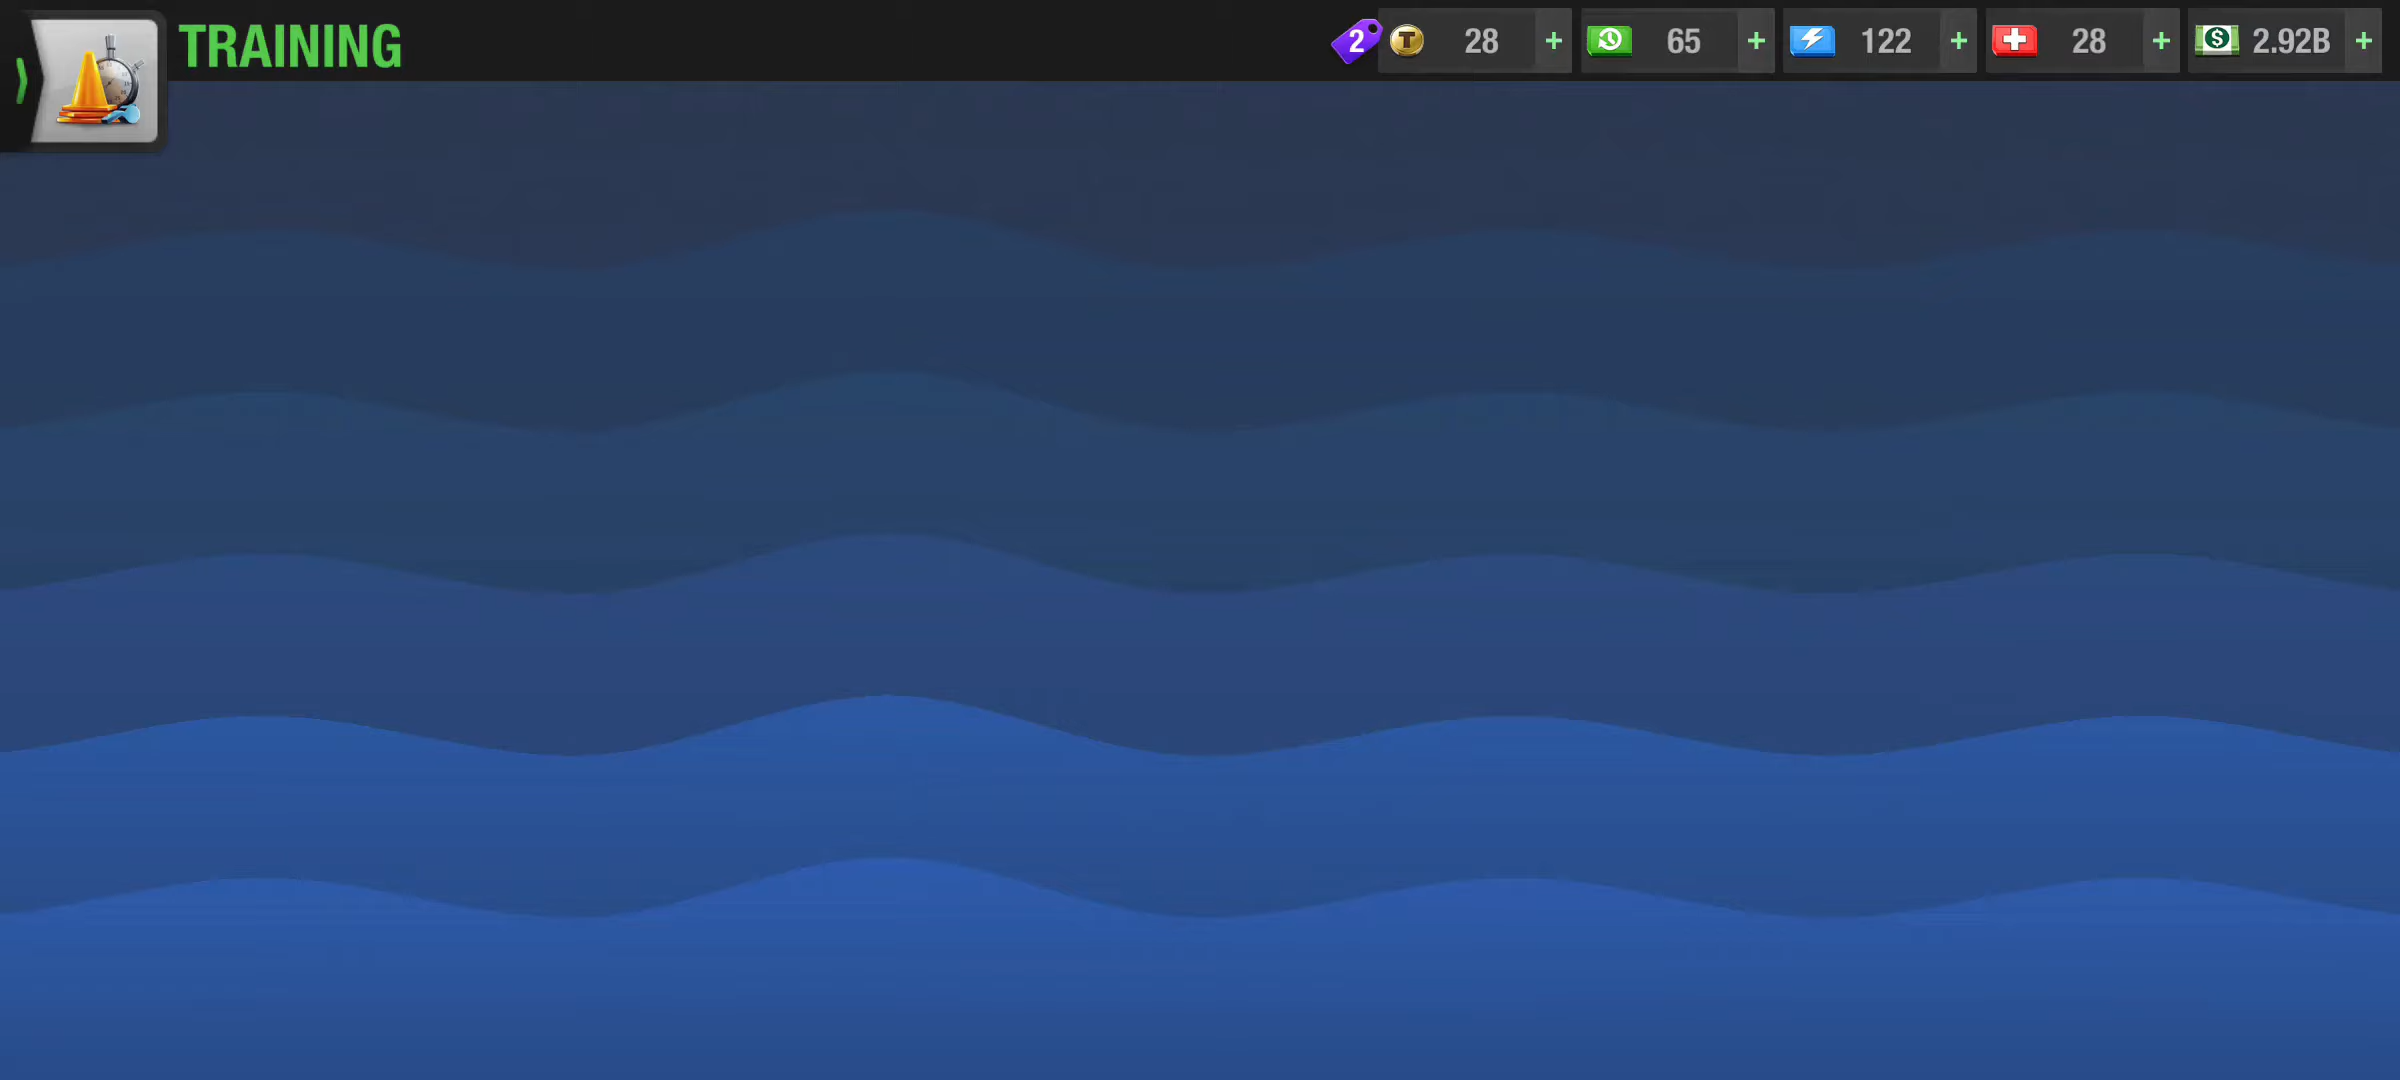 TRAINING 2 T 28 + 65 + 122 + 28 + $ 2.92B +